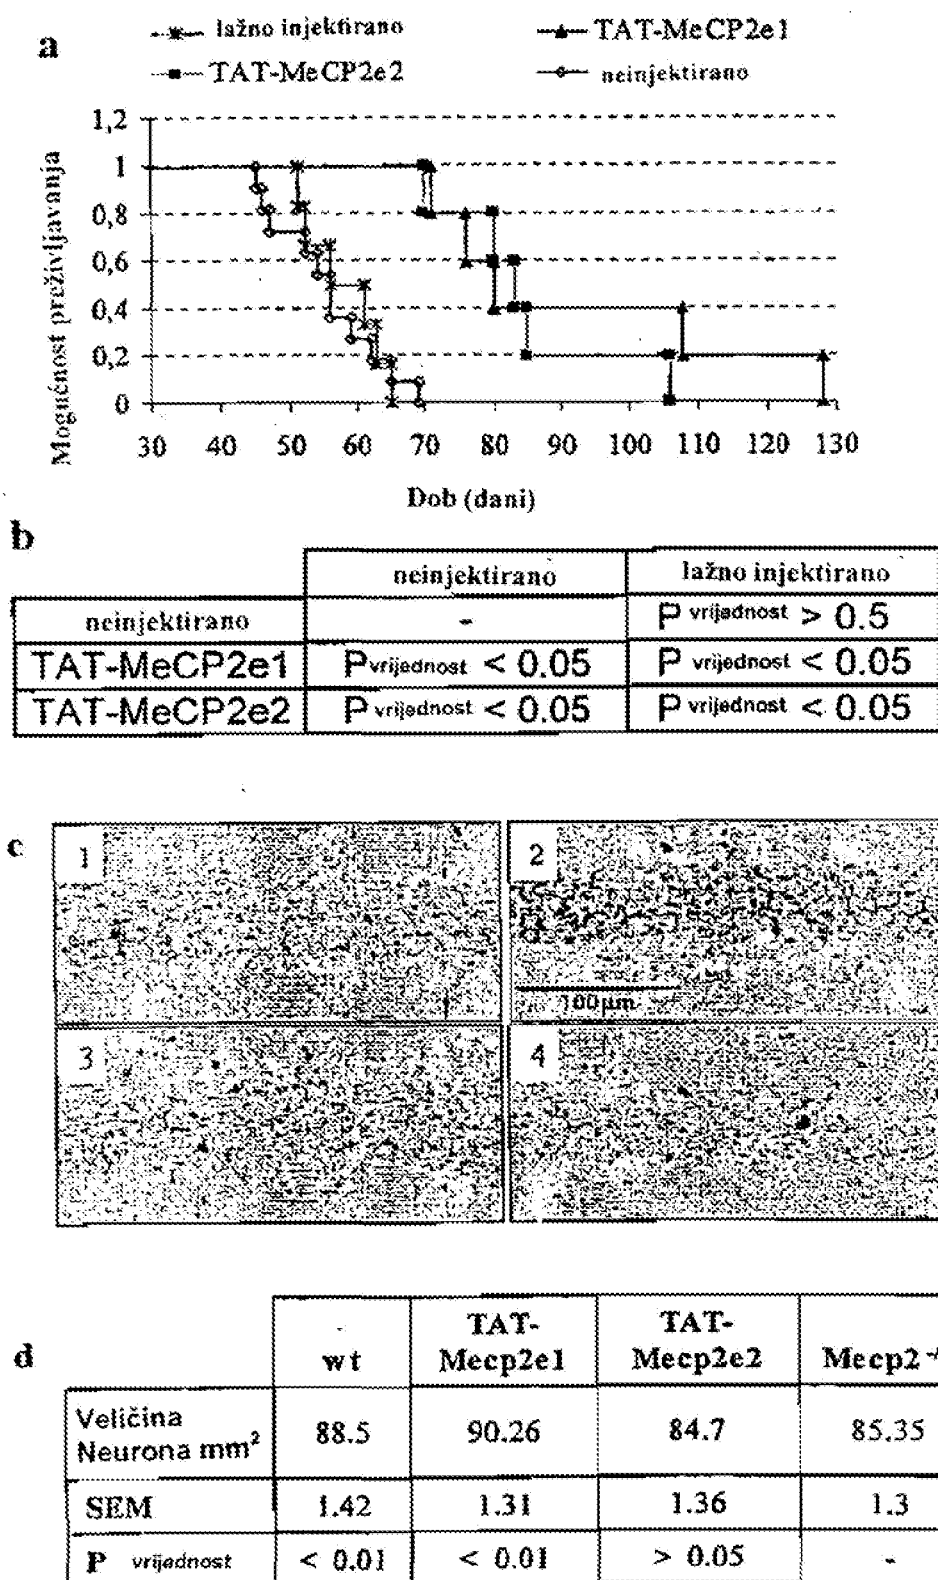 a
lažno injektirano TAT-MeCP2e1
TAT-MeCP2e2 neinjektirano
Mogućnost preživljavanja
1,2
1
0,8
0,6
0,4
0,2
0
30 40 50 60 70 80 90 100 110 120 130
Dob (dani)
b
neinjektirano lažno injektirano
neinjektirano - P vrijednost > 0.5
TAT-MeCP2e1 P vrijednost < 0.05 P vrijednost < 0.05
TAT-MeCP2e2 P vrijednost < 0.05 P vrijednost < 0.05
c
1 2
100µm
3 4
d
wt TAT-Mecp2e1 TAT-Mecp2e2 Mecp2
Veličina Neurona mm² 88.5 90.26 84.7 85.35
SEM 1.42 1.31 1.36 1.3
P vrijednost < 0.01 < 0.01 > 0.05 -